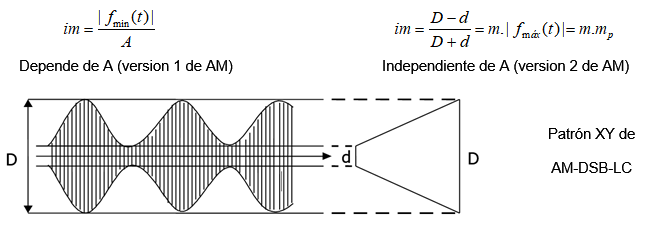 im = |f_min(t)| / A
im = (D − d) / (D + d) = m.|f_máx(t)| = m.m_p
Depende de A (version 1 de AM)
Independiente de A (version 2 de AM)
D
d
D
Patrón XY de
AM-DSB-LC